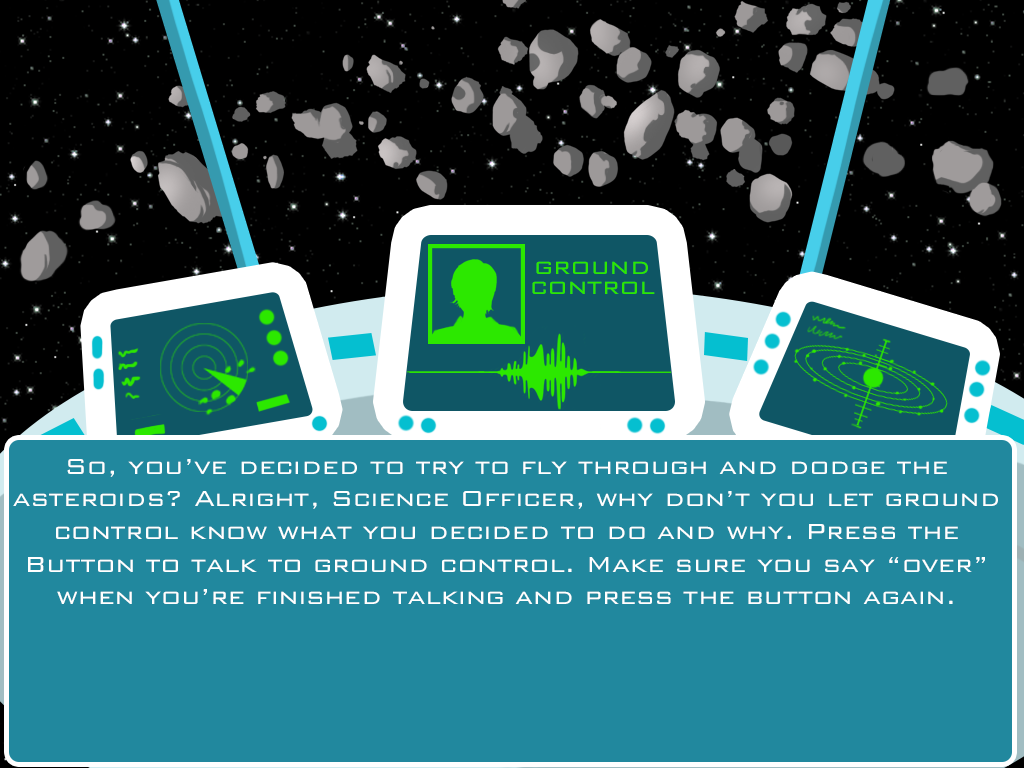 GROUND
CONTROL
So, you've decided to try to fly through and dodge the
asteroids? Alright, Science Officer, why don't you let ground
control know what you decided to do and why. Press the
Button to talk to ground control. Make sure you say “over”
when you're finished talking and press the button again.